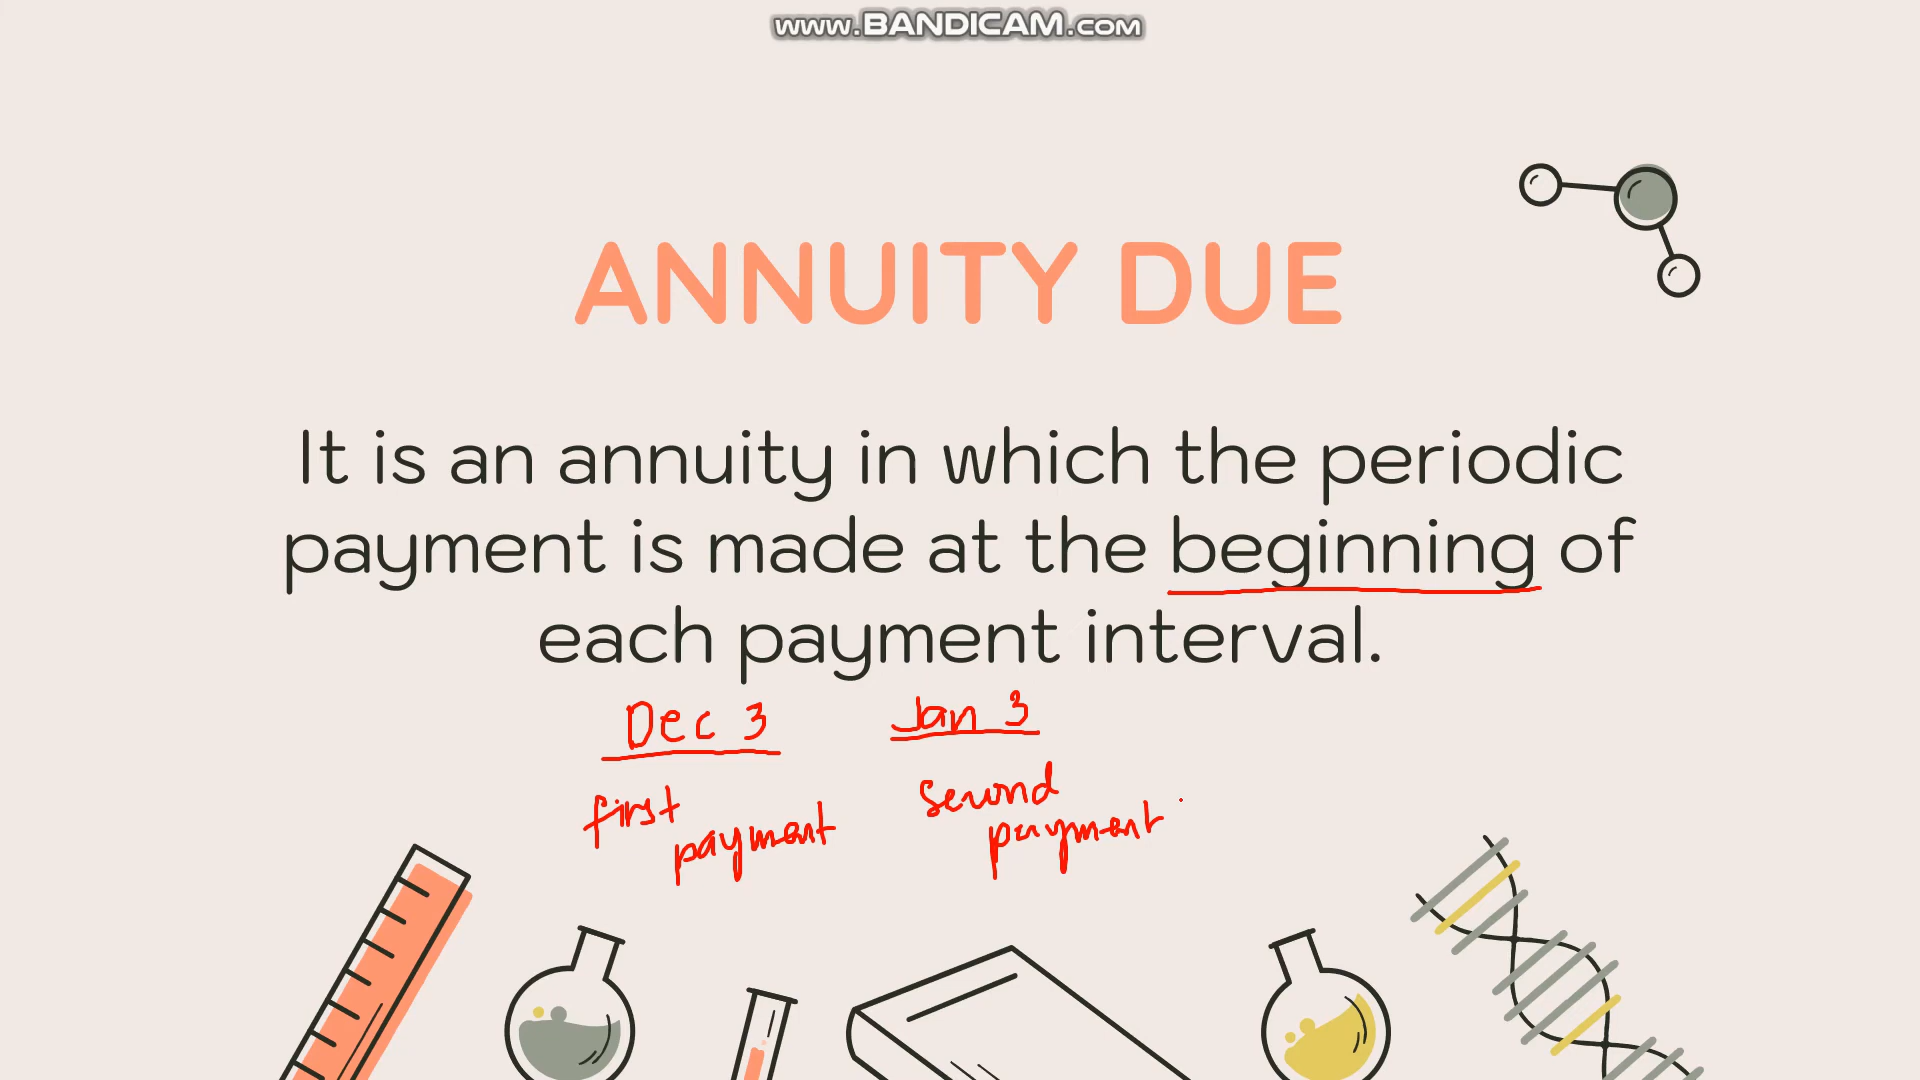 www.BANDICAM.com
ANNUITY DUE
It is an annuity in which the periodic
payment is made at the beginning of
each payment interval.
Dec 3 Jan 3
first second
payment payment